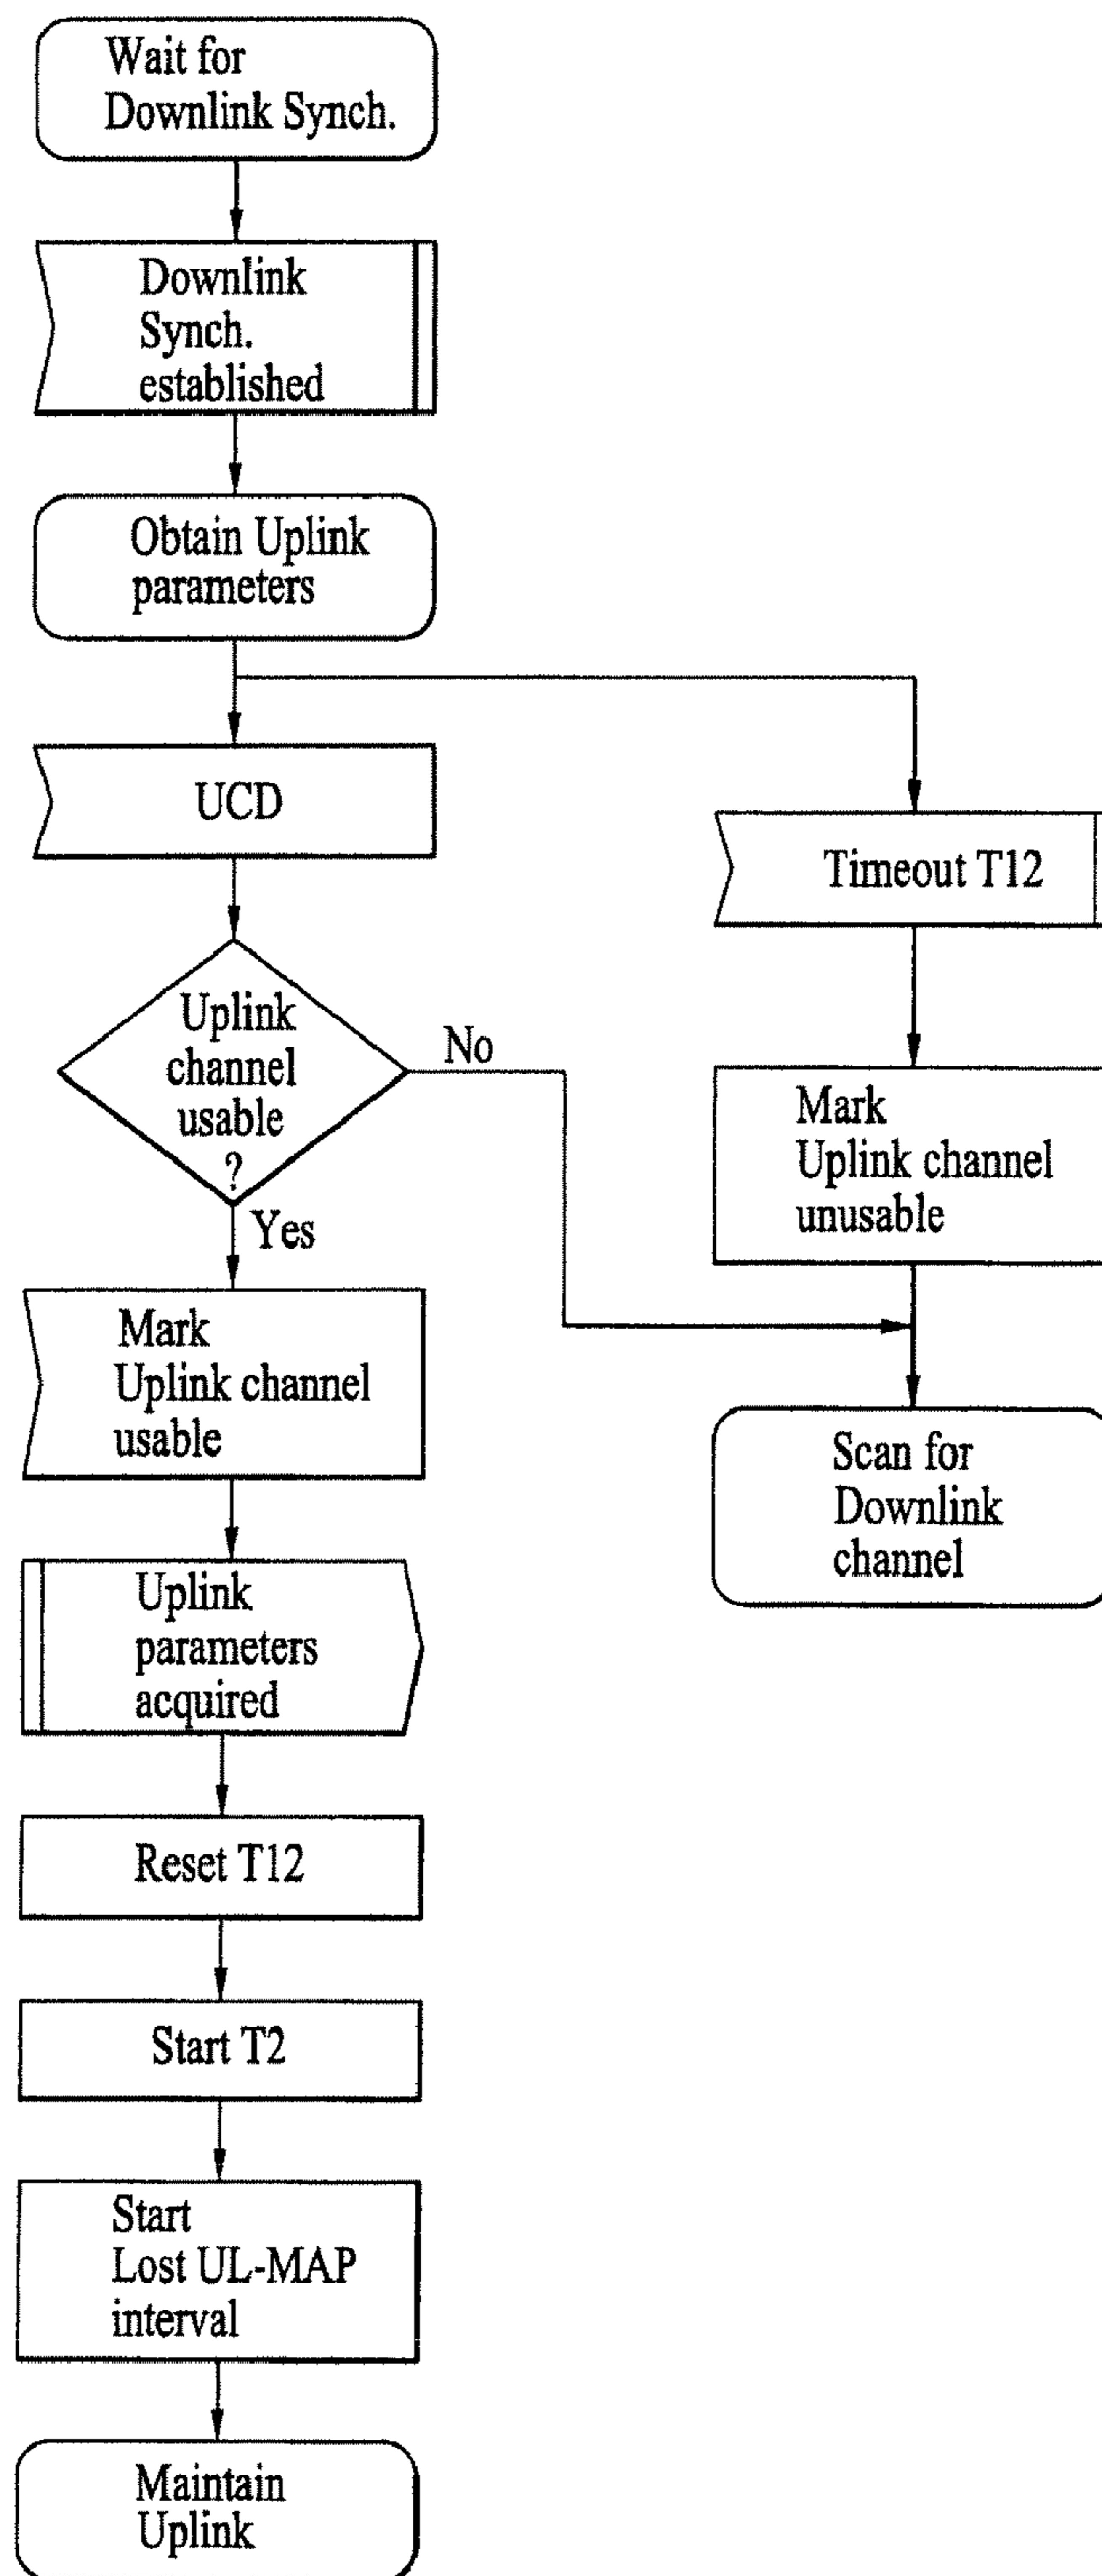 Wait for
Downlink Synch.
Downlink
Synch.
established
Obtain Uplink
parameters
UCD
Timeout T12
Uplink
channel
usable
?
No
Yes
Mark
Uplink channel
unusable
Mark
Uplink channel
usable
Scan for
Downlink
channel
Uplink
parameters
acquired
Reset T12
Start T2
Start
Lost UL-MAP
interval
Maintain
Uplink